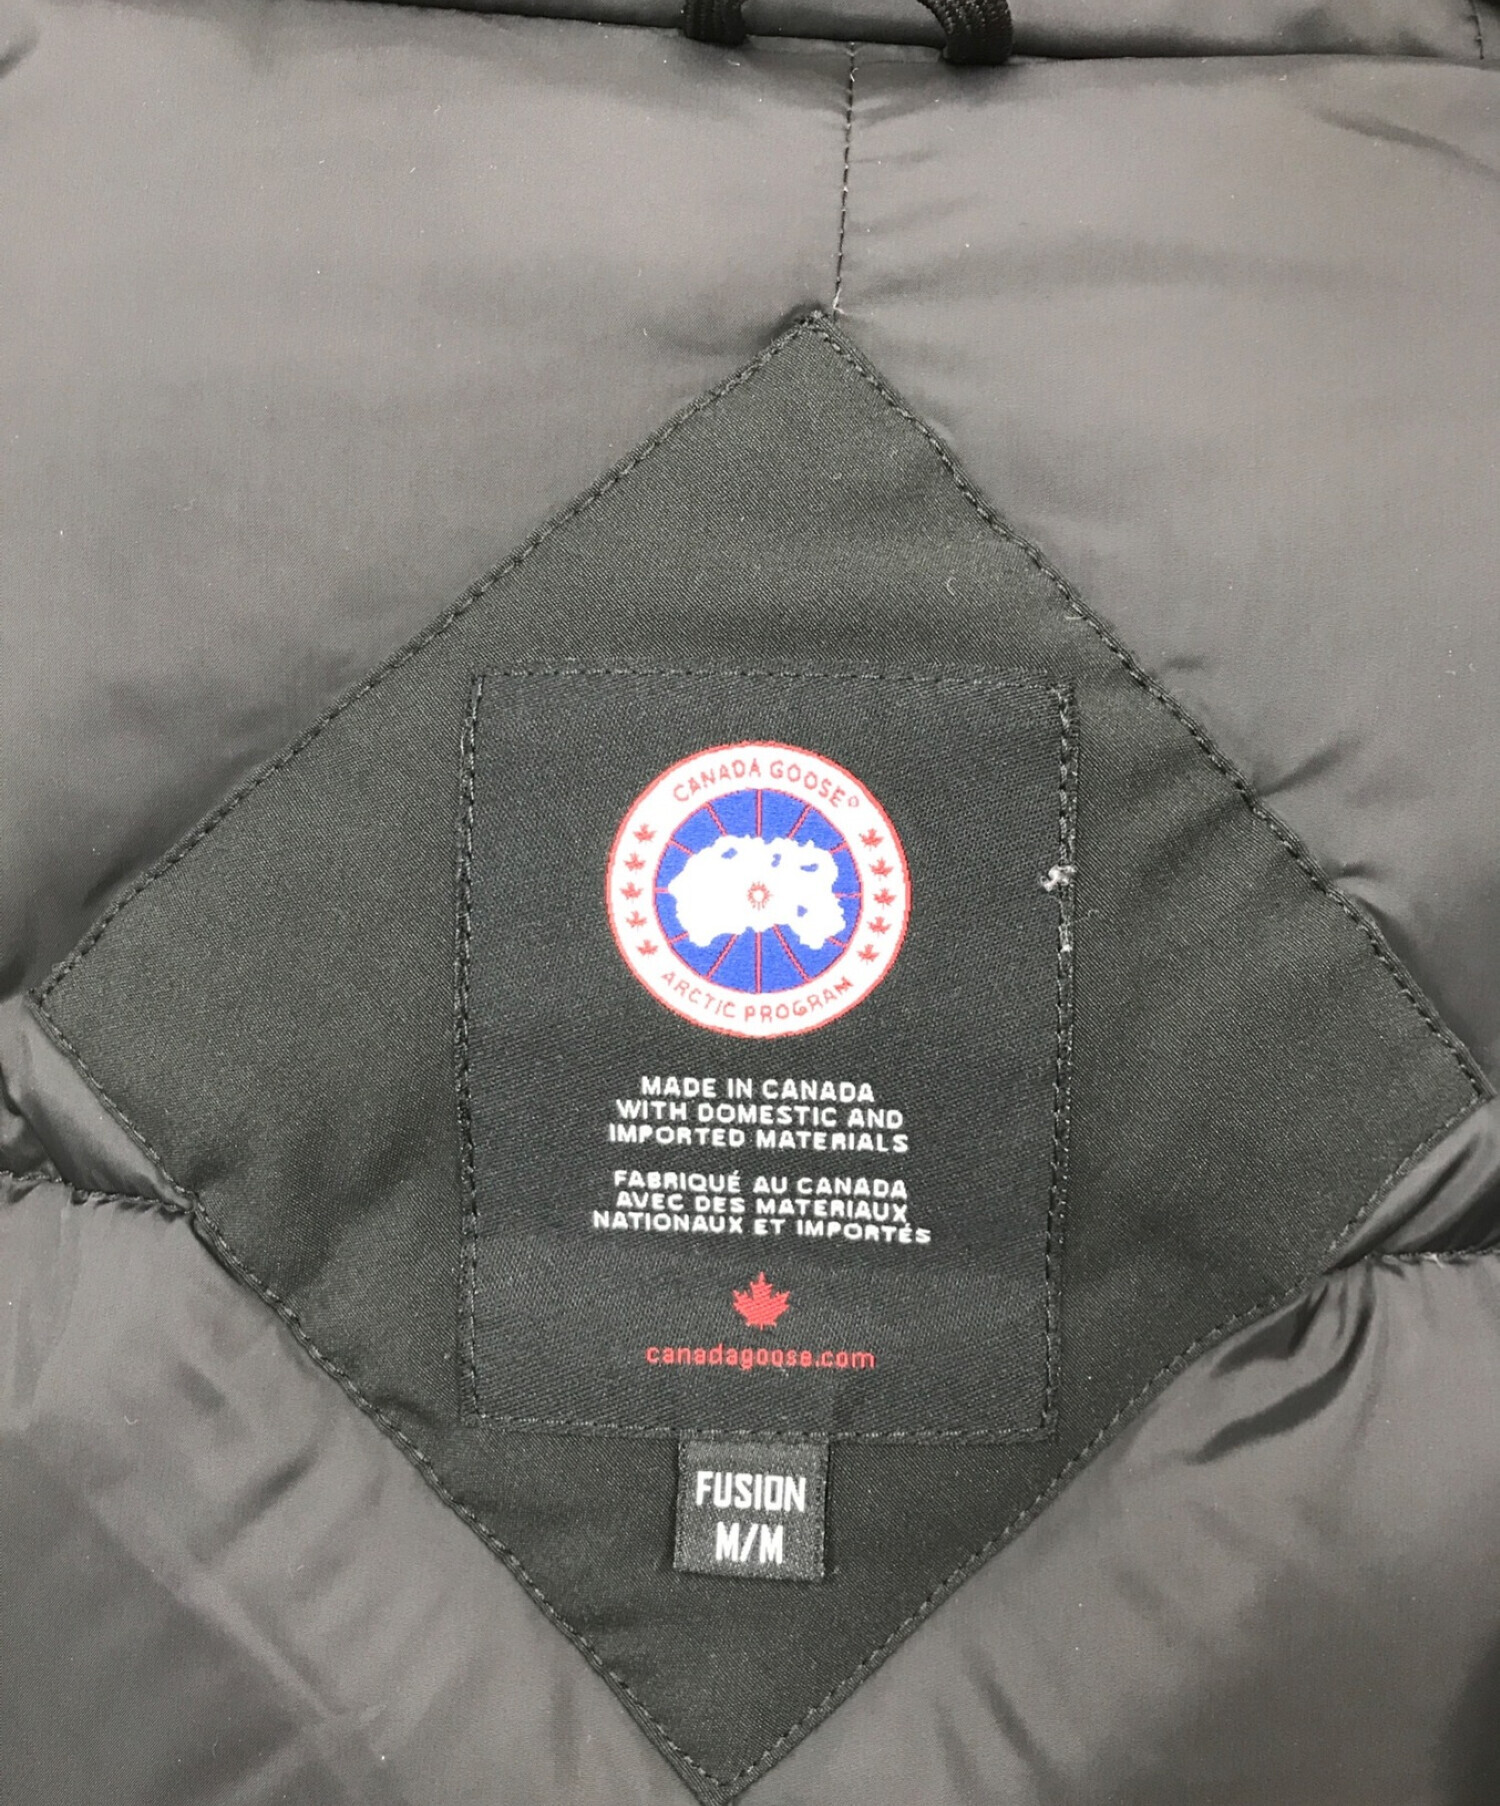 CANADA GOOSE®
ARCTIC PROGRAM
MADE IN CANADA
WITH DOMESTIC AND
IMPORTED MATERIALS
FABRIQUÉ AU CANADA
AVEC DES MATERIAUX
NATIONAUX ET IMPORTÉS
canadagoose.com
FUSION
M/M